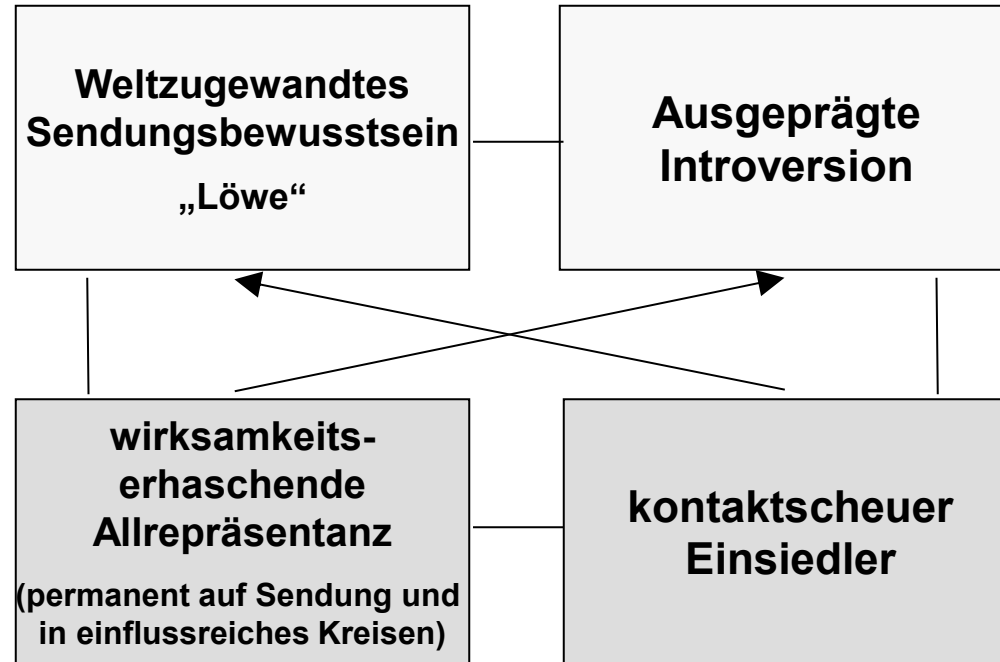 Weltzugewandtes
Sendungsbewusstsein
„Löwe“
Ausgeprägte
Introversion
wirksamkeits-
erhaschende
Allrepräsentanz
(permanent auf Sendung und
in einflussreiches Kreisen)
kontaktscheuer
Einsiedler